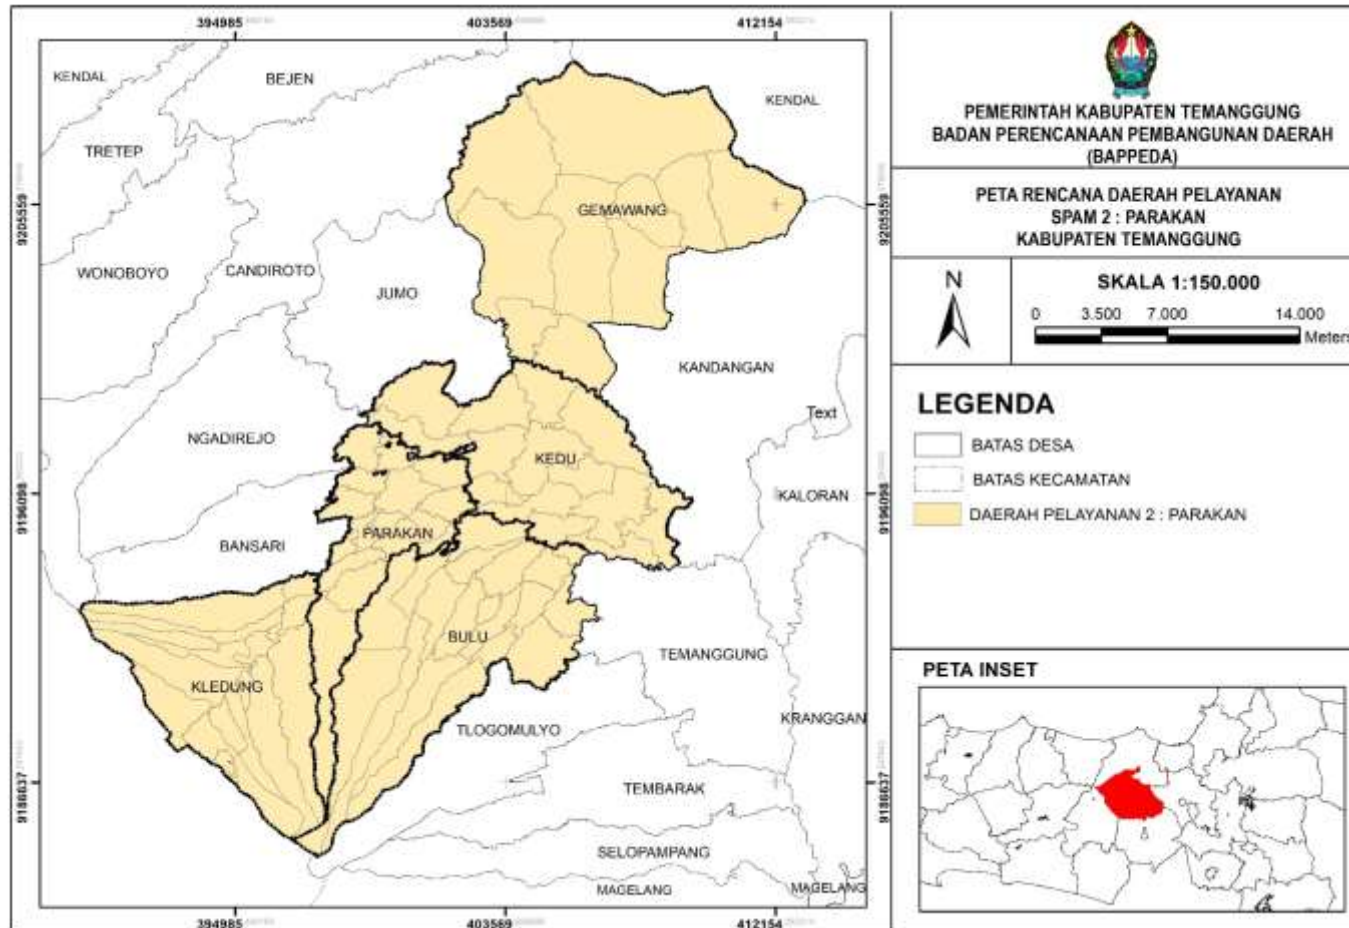 394985
403569
412154
KENDAL
BEJEN
KENDAL
TRETEP
GEMAWANG
9205559
9205559
WONOBOYO
CANDIROTO
JUMO
KANDANGAN
Text
NGADIREJO
KEDU
9196098
9196098
KALORAN
PARAKAN
BANSARI
BULU
TEMANGGUNG
KLEDUNG
KRANGGAN
TLOGOMULYO
9186637
9186637
TEMBARAK
SELOPAMPANG
MAGELANG
MAGELANG
394985
403569
412154
PEMERINTAH KABUPATEN TEMANGGUNG
BADAN PERENCANAAN PEMBANGUNAN DAERAH
(BAPPEDA)
PETA RENCANA DAERAH PELAYANAN
SPAM 2 : PARAKAN
KABUPATEN TEMANGGUNG
N
SKALA 1:150.000
0 3.500 7.000 14.000
Meters
LEGENDA
BATAS DESA
BATAS KECAMATAN
DAERAH PELAYANAN 2 : PARAKAN
PETA INSET